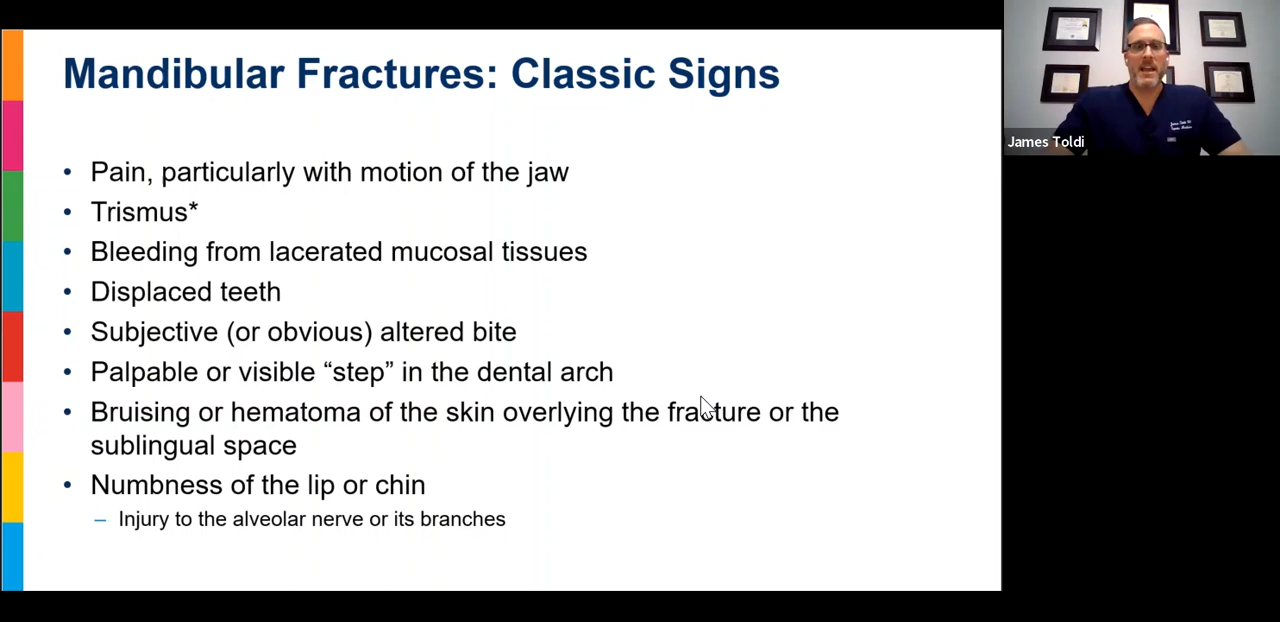 Mandibular Fractures: Classic Signs
• Pain, particularly with motion of the jaw
• Trismus*
• Bleeding from lacerated mucosal tissues
• Displaced teeth
• Subjective (or obvious) altered bite
• Palpable or visible “step” in the dental arch
• Bruising or hematoma of the skin overlying the fracture or the
sublingual space
• Numbness of the lip or chin
– Injury to the alveolar nerve or its branches
James Toldi